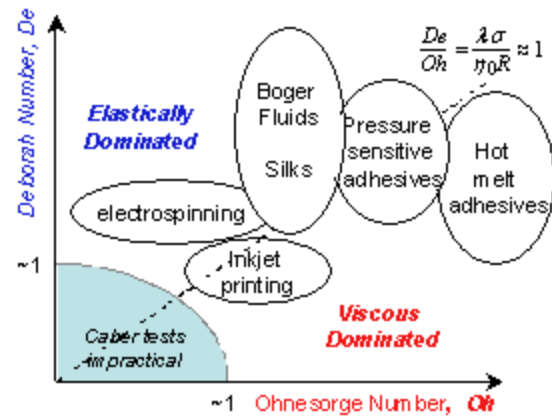 Deborah Number, De
Elastically
Dominated
Boger
Fluids
Silks
De/Oh = λσ/η₀R ≈ 1
Pressure
sensitive
adhesives
Hot
melt
adhesives
electrospinning
Inkjet
printing
~1
Viscous
Dominated
Caber tests
impractical
~1
Ohnesorge Number, Oh